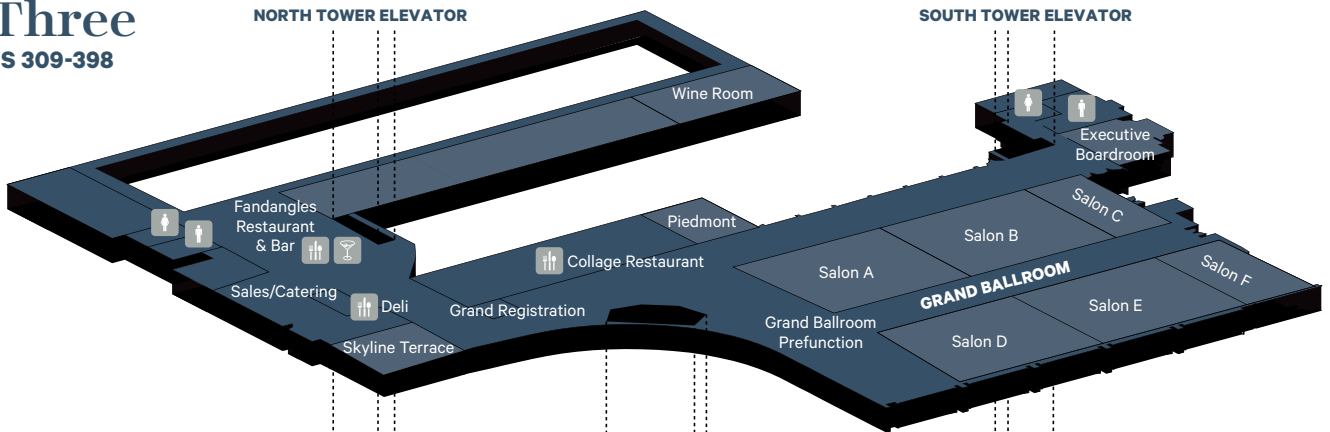 Three
S 309-398
NORTH TOWER ELEVATOR
SOUTH TOWER ELEVATOR
Wine Room
Executive
Boardroom
Fandangles
Restaurant
& Bar
Piedmont
Salon C
Salon B
Collage Restaurant
Salon A
GRAND BALLROOM
Salon F
Sales/Catering
Deli
Grand Registration
Salon E
Grand Ballroom
Prefunction
Skyline Terrace
Salon D